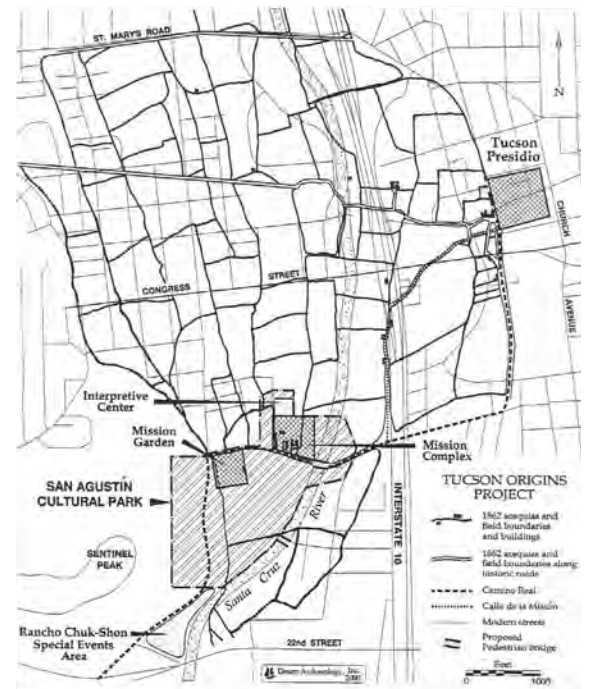 ST. MARY'S ROAD
N
Tucson
Presidio
CHURCH
AVENUE
CONGRESS
STREET
Interpretive
Center
Mission
Garden
Mission
Complex
SAN AGUSTÍN
CULTURAL PARK
SENTINEL
PEAK
River
Santa Cruz
INTERSTATE 10
Rancho Chuk-Shon
Special Events
Area
22nd STREET
TUCSON ORIGINS
PROJECT
1862 acequias and
field boundaries
and buildings
1862 acequias and
field boundaries along
historic roads
Camino Real
Calle de la Misión
Modern streets
Proposed
Pedestrian Bridge
Feet
0 1000
Desert Archaeology, Inc.
2000